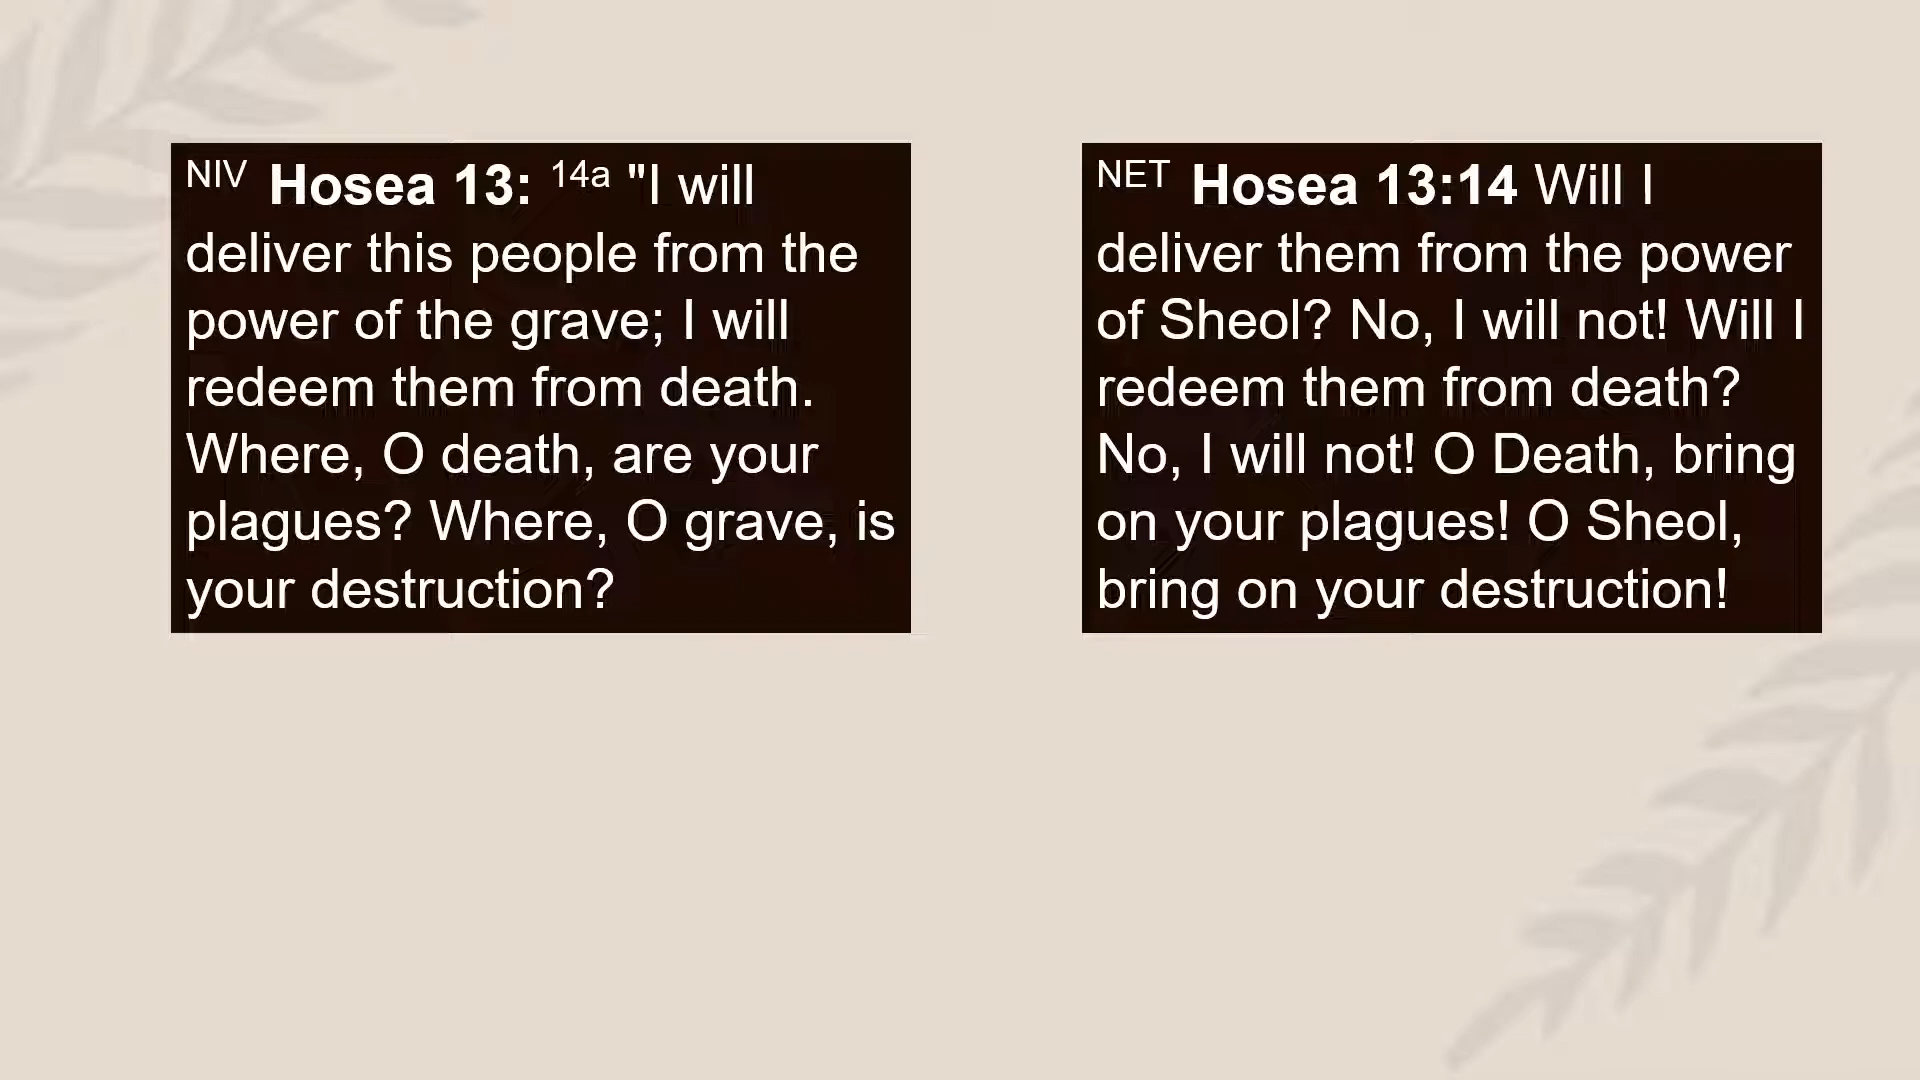 NIV Hosea 13: 14a "I will
deliver this people from the
power of the grave; I will
redeem them from death.
Where, O death, are your
plagues? Where, O grave, is
your destruction?
NET Hosea 13:14 Will I
deliver them from the power
of Sheol? No, I will not! Will I
redeem them from death?
No, I will not! O Death, bring
on your plagues! O Sheol,
bring on your destruction!